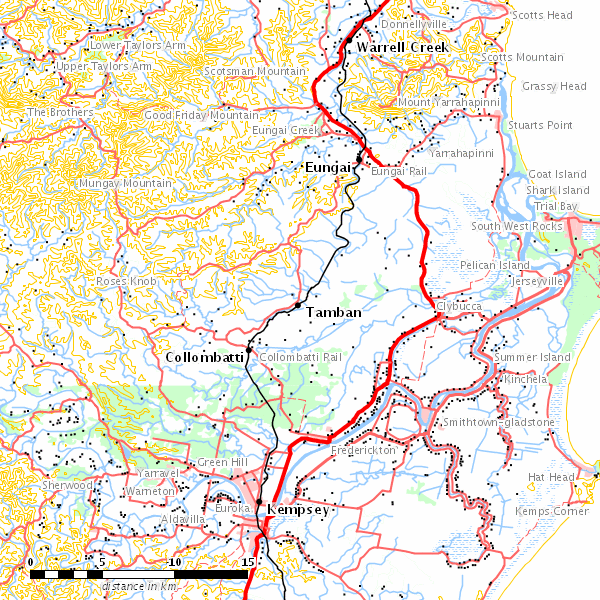 Scotts Head
Donnellyville
Lower Taylors Arm
Warrell Creek
Scotts Mountain
Upper Taylors Arm
Scotsman Mountain
Grassy Head
Mount Yarrahapinni
The Brothers
Good Friday Mountain
Stuarts Point
Eungai Creek
Yarrahapinni
Eungai
Eungai Rail
Goat Island
Mungay Mountain
Shark Island
Trial Bay
South West Rocks
Pelican Island
Roses Knob
Jerseyville
Clybucca
Tamban
Collombatti
Collombatti Rail
Summer Island
Kinchela
Smithtown-gladstone
Frederickton
Green Hill
Yarravel
Hat Head
Sherwood
Warneton
Euroka
Kempsey
Kemps Corner
Aldavilla
0 5 -10 15
distance in km